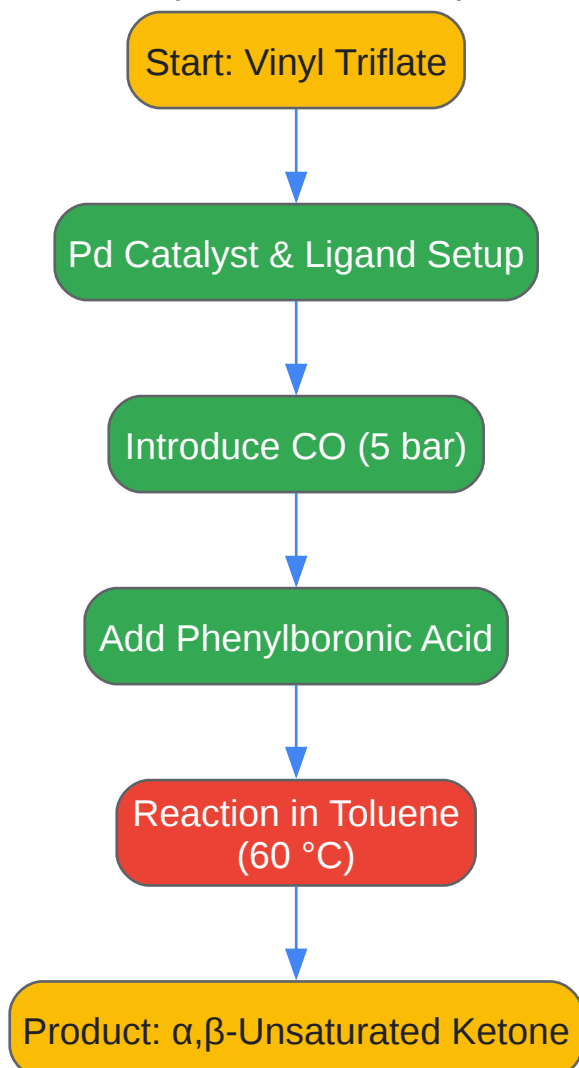 Start: Vinyl Triflate
Pd Catalyst & Ligand Setup
Introduce CO (5 bar)
Add Phenylboronic Acid
Reaction in Toluene
(60 °C)
Product: α,β-Unsaturated Ketone